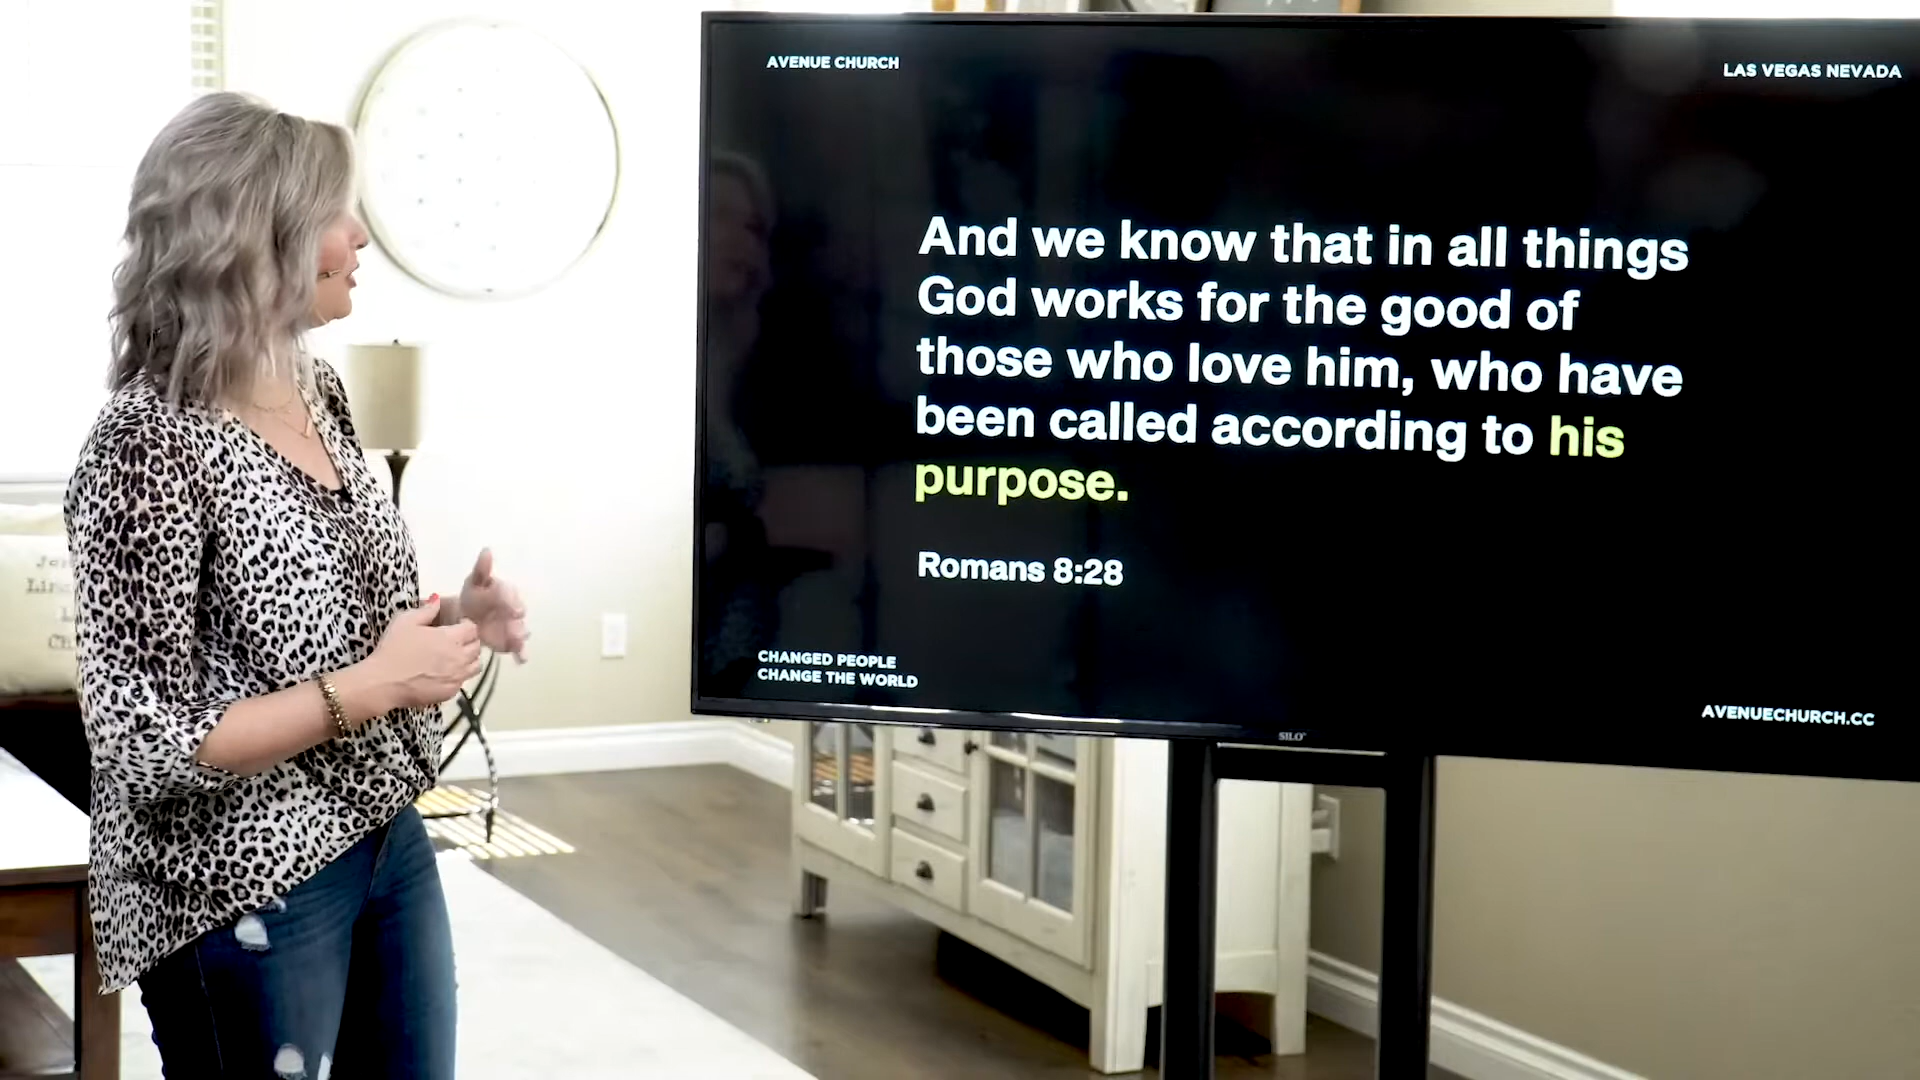 AVENUE CHURCH
LAS VEGAS NEVADA
And we know that in all things
God works for the good of
those who love him, who have
been called according to his
purpose.
Romans 8:28
CHANGED PEOPLE
CHANGE THE WORLD
AVENUECHURCH.CC
SILO